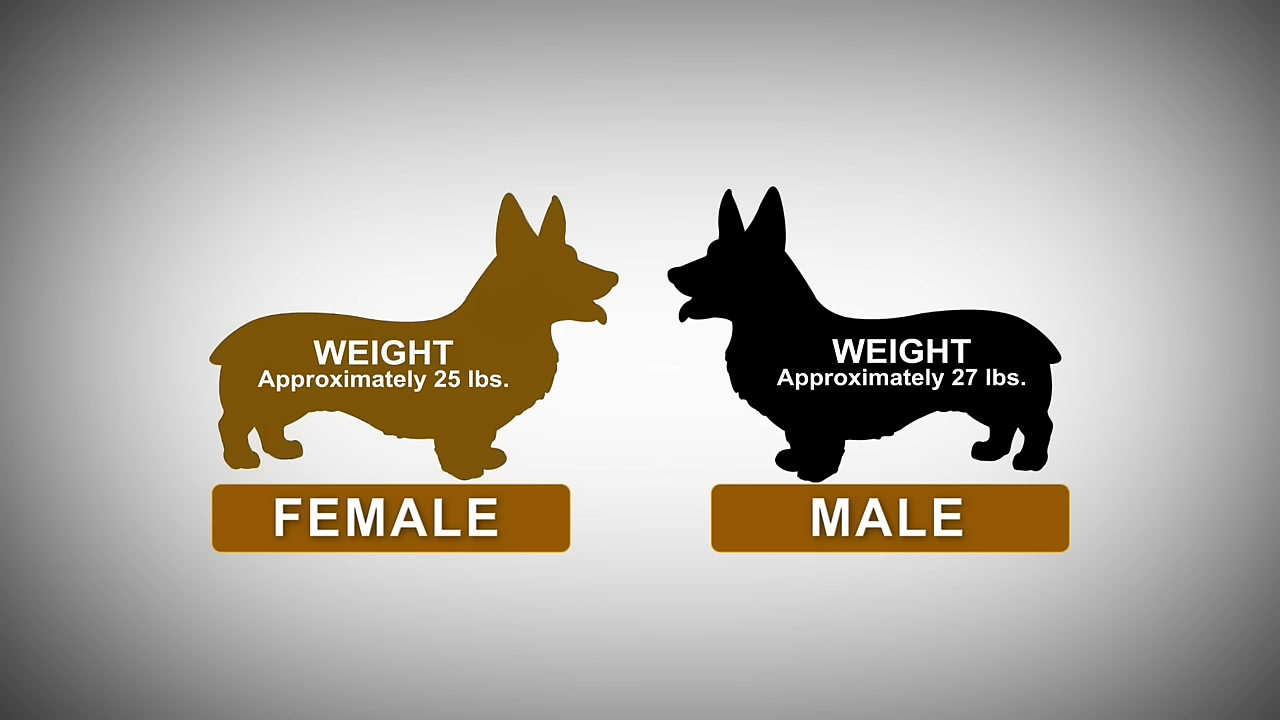 WEIGHT
Approximately 25 lbs.
FEMALE
WEIGHT
Approximately 27 lbs.
MALE